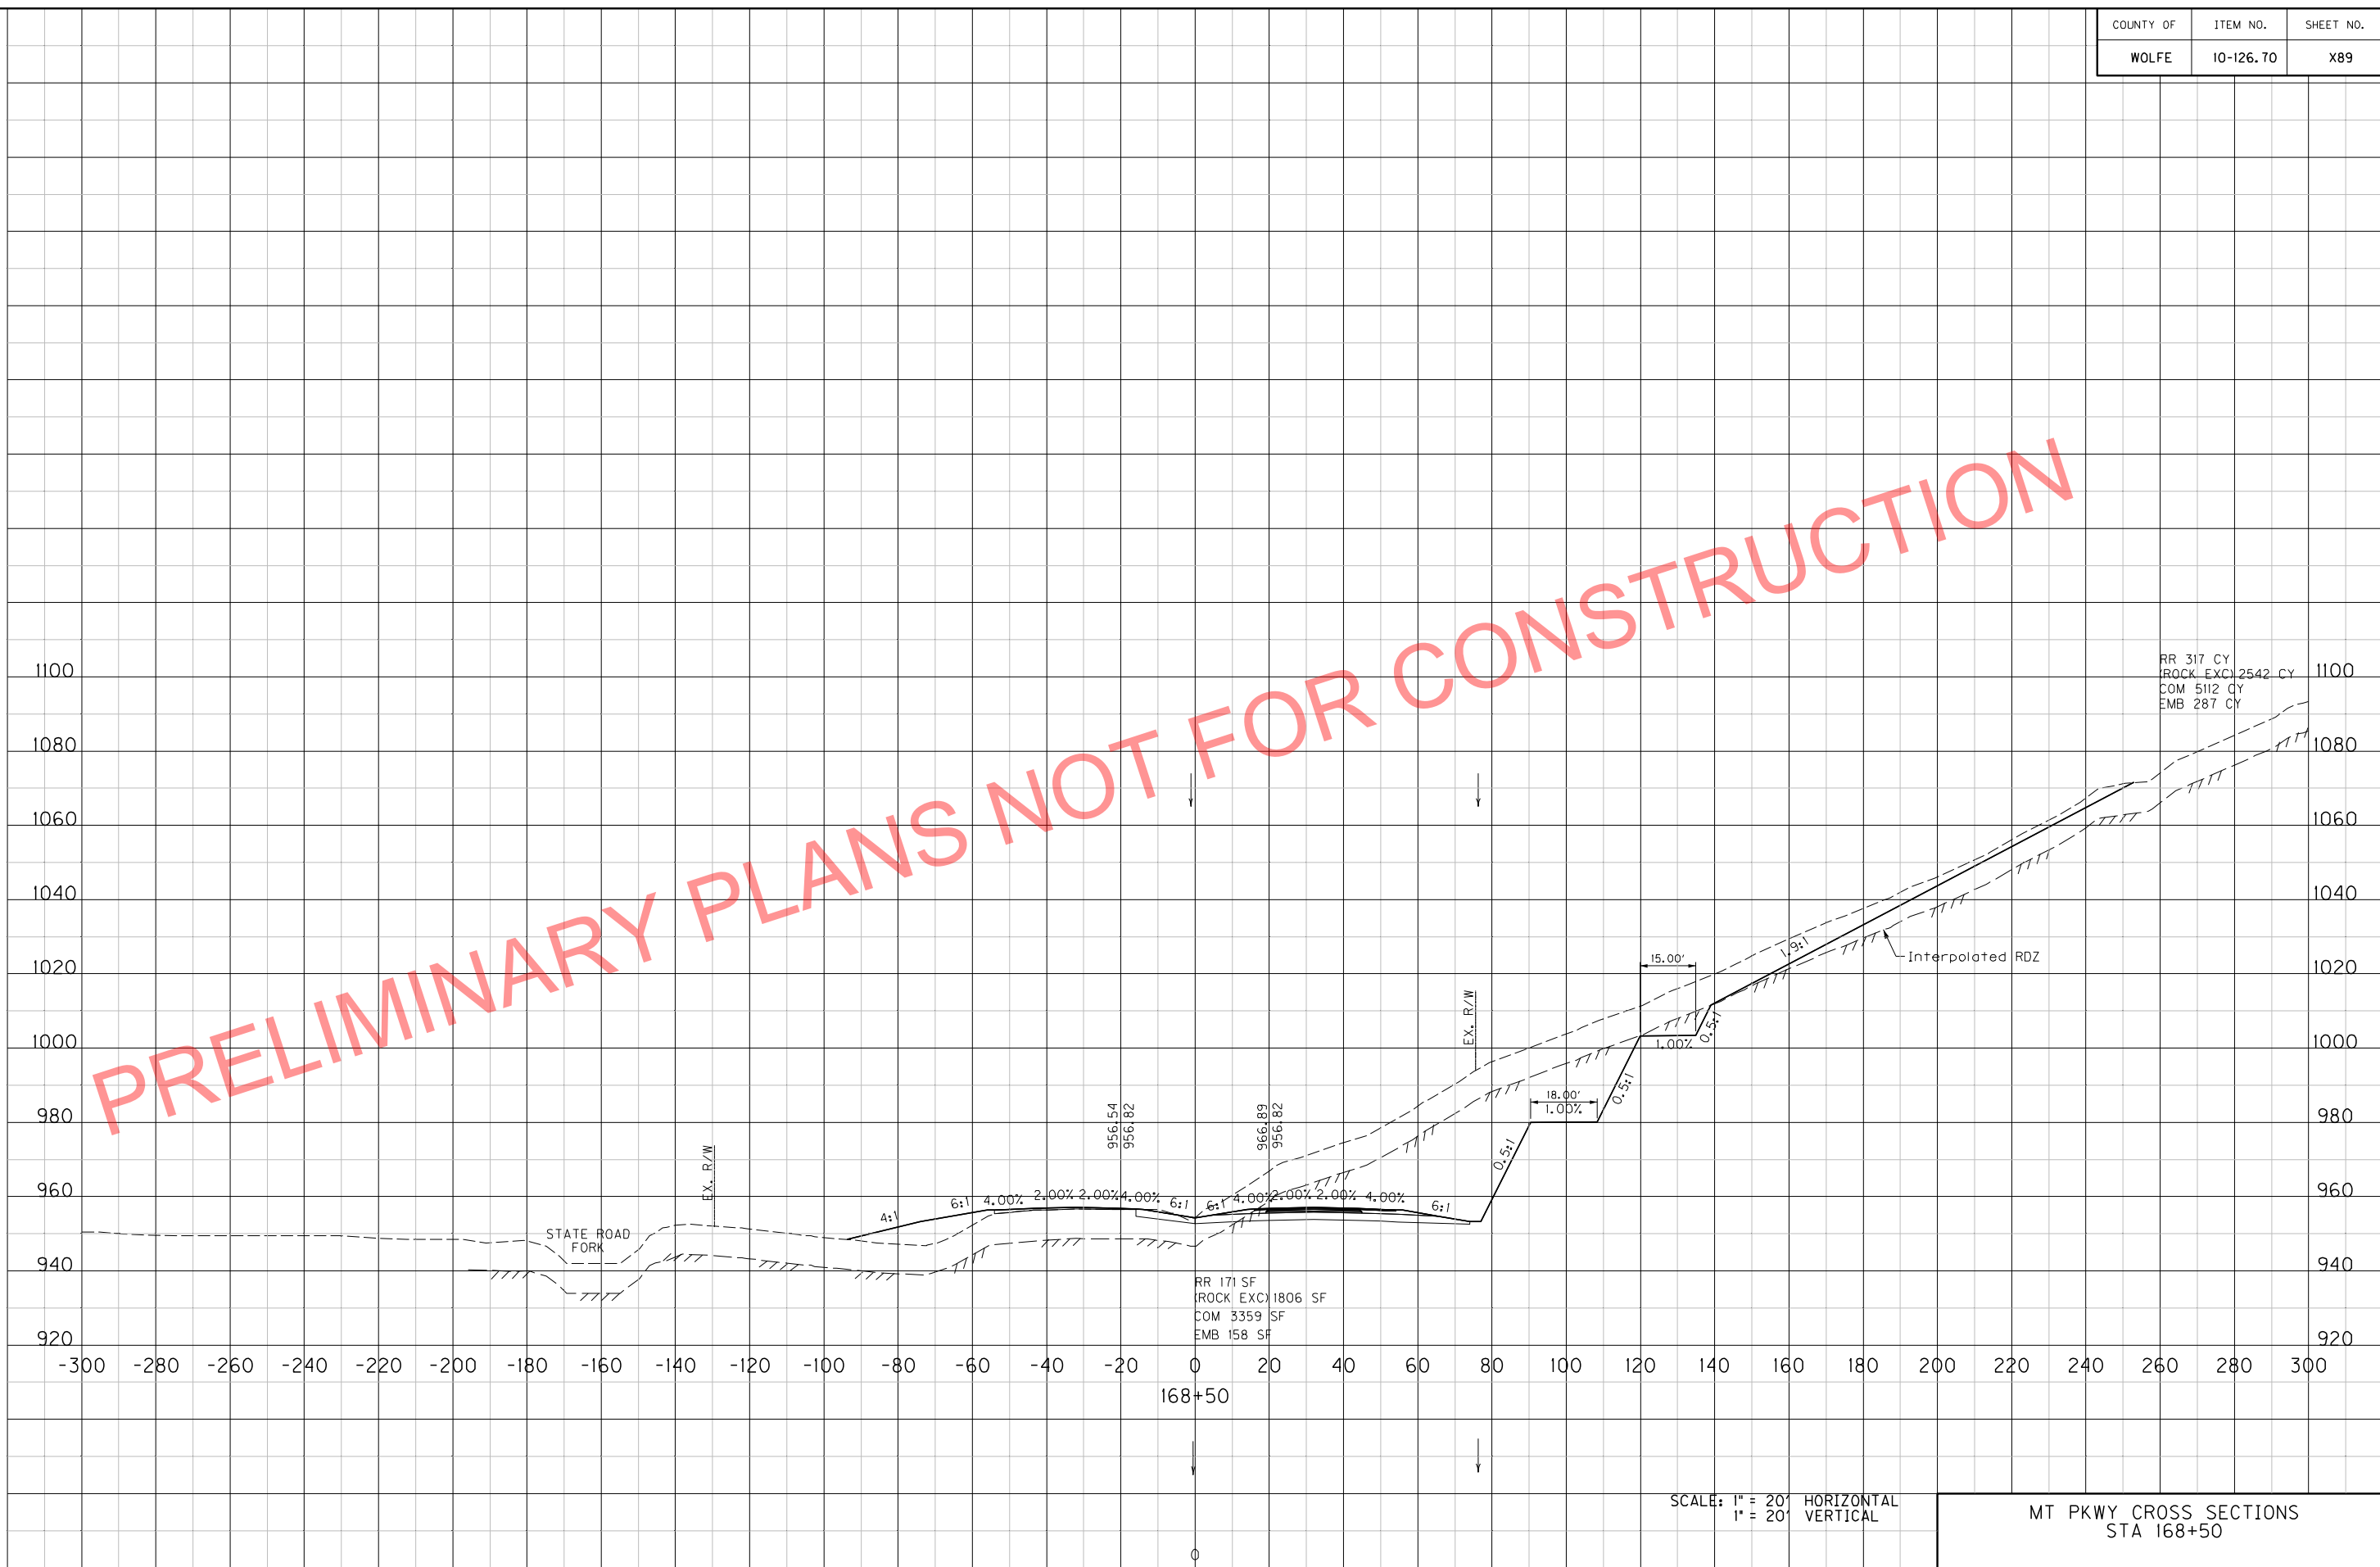 COUNTY OF ITEM NO. SHEET NO.
WOLFE 10-126.70 X89
PRELIMINARY PLANS NOT FOR CONSTRUCTION
RR 317 CY
(ROCK EXC) 2542 CY
COM 5112 CY
EMB 287 CY
1100 1100
1080 1080
1060 1060
1040 1040
1020 1020
1000 1000
980 980
960 960
940 940
920 920
1.9:1
Interpolated RDZ
15.00'
EX. R/W
1.00%
0.5:1
0.5:1
18.00'
1.00%
0.5:1
956.54
956.82
966.89
956.82
EX. R/W
4:1 6:1 4.00% 2.00% 2.00% 4.00% 6:1 6:1 4.00% 2.00% 2.00% 4.00% 6:1
STATE ROAD
FORK
RR 171 SF
(ROCK EXC) 1806 SF
COM 3359 SF
EMB 158 SF
-300 -280 -260 -240 -220 -200 -180 -160 -140 -120 -100 -80 -60 -40 -20 0 20 40 60 80 100 120 140 160 180 200 220 240 260 280 300
168+50
SCALE: 1" = 20' HORIZONTAL
1" = 20' VERTICAL
MT PKWY CROSS SECTIONS
STA 168+50
0